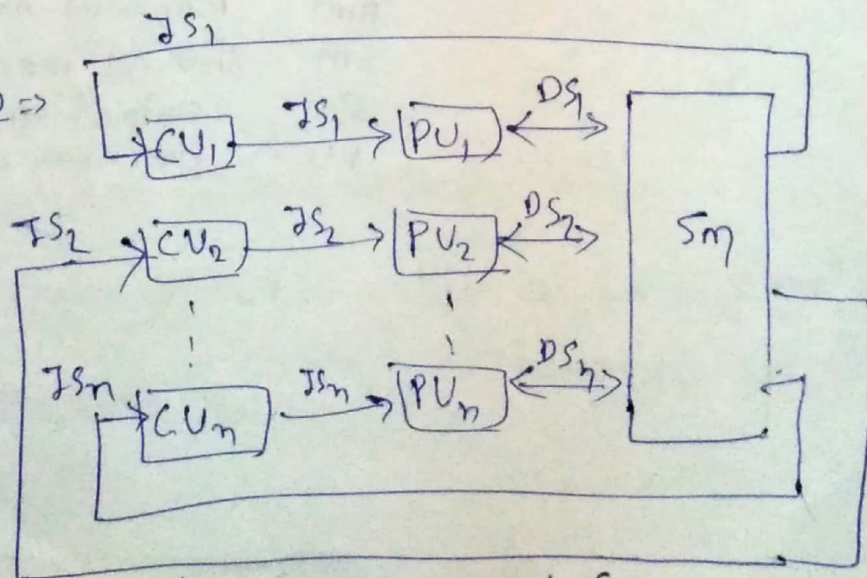 IS₁
⇒
CU₁ IS₁ PU₁ DS₁
IS₂ CU₂ IS₂ PU₂ DS₂ Sm
ISn CUn ISn PUn DSn